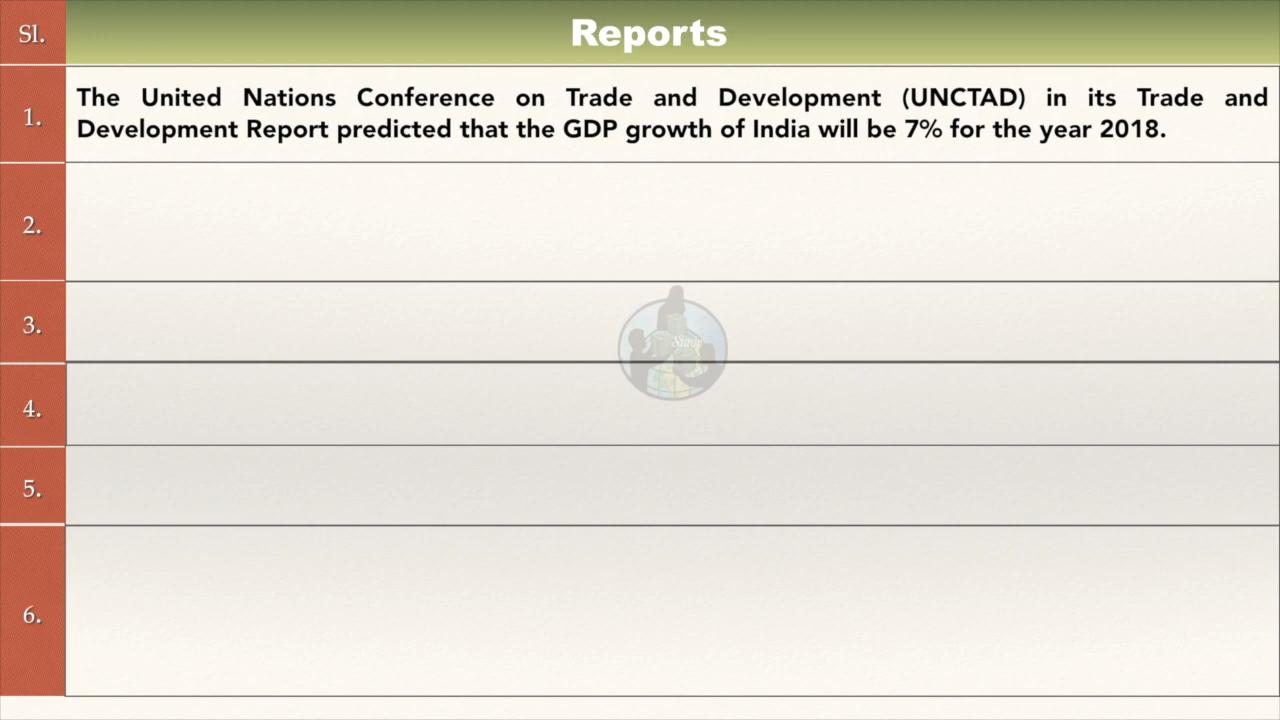 Sl. Reports
1. The United Nations Conference on Trade and Development (UNCTAD) in its Trade and
Development Report predicted that the GDP growth of India will be 7% for the year 2018.
2.
3.
4.
5.
6.